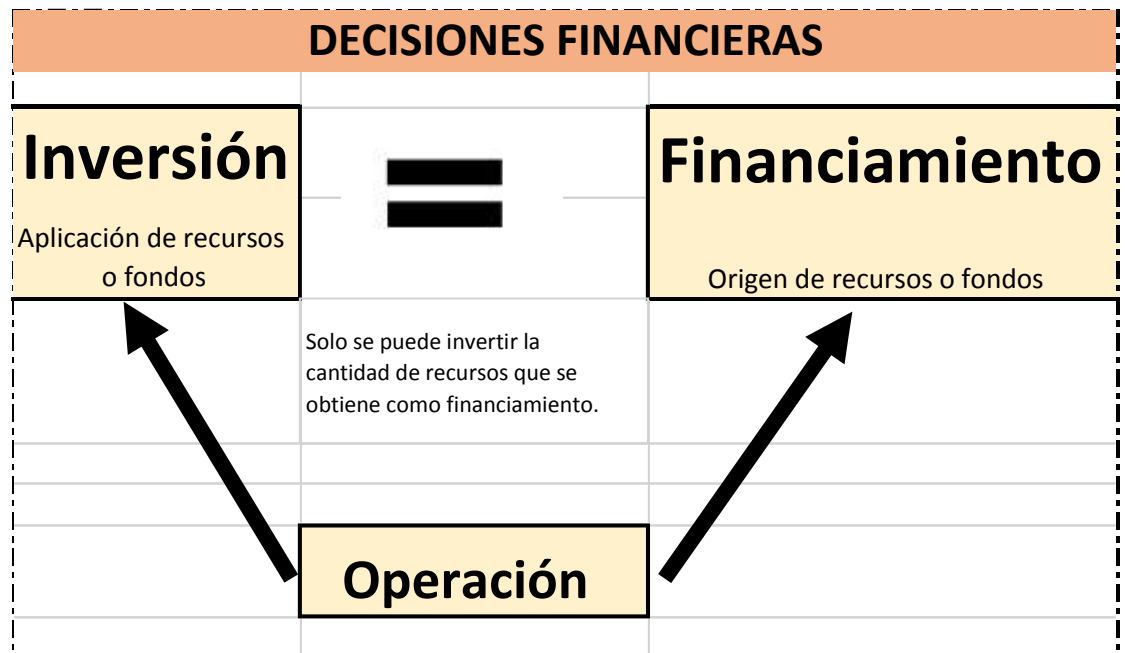 DECISIONES FINANCIERAS
Inversión
Aplicación de recursos
o fondos
Financiamiento
Origen de recursos o fondos
Solo se puede invertir la
cantidad de recursos que se
obtiene como financiamiento.
Operación